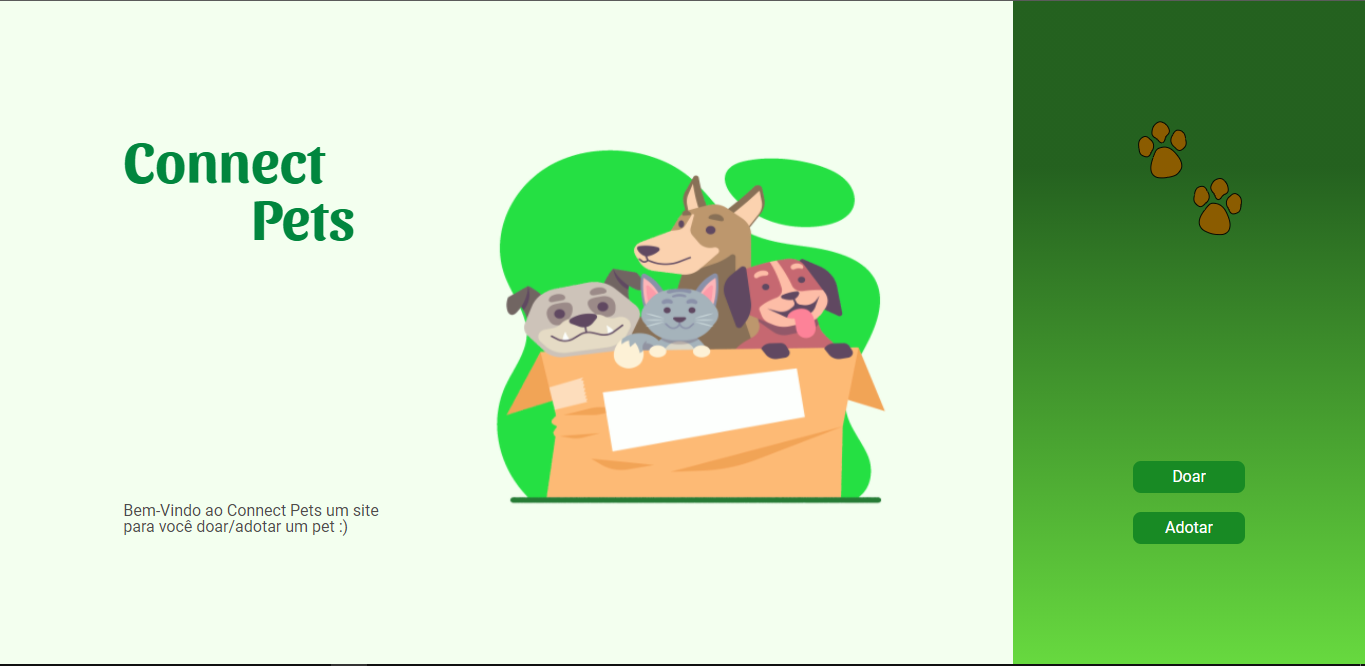 Connect
Pets
Bem-Vindo ao Connect Pets um site
para você doar/adotar um pet :)
Doar
Adotar